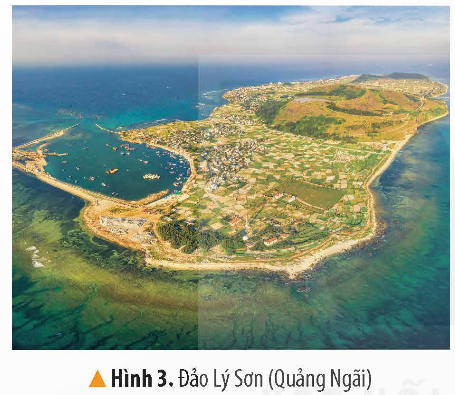 ▲ Hình 3. Đảo Lý Sơn (Quảng Ngãi)